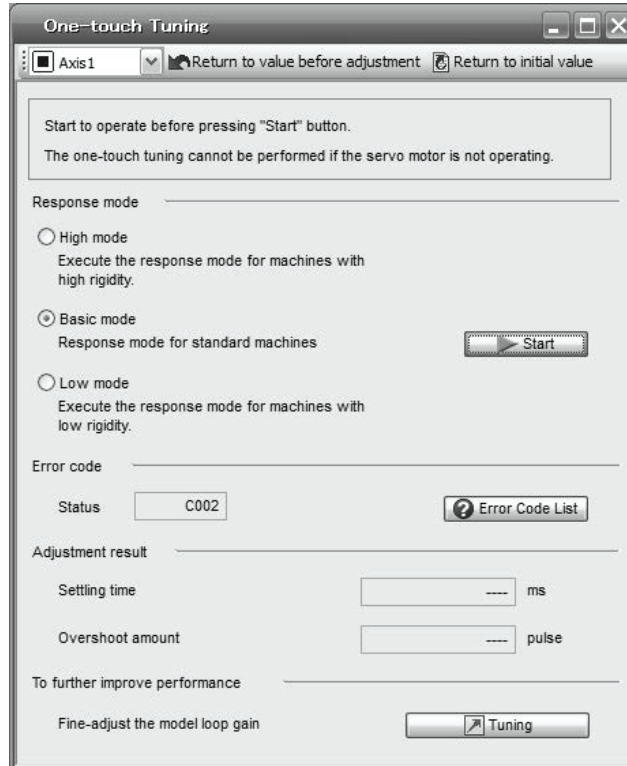 One-touch Tuning
Axis1 Return to value before adjustment Return to initial value
Start to operate before pressing "Start" button.
The one-touch tuning cannot be performed if the servo motor is not operating.
Response mode
High mode
Execute the response mode for machines with
high rigidity.
Basic mode
Response mode for standard machines
Start
Low mode
Execute the response mode for machines with
low rigidity.
Error code
Status C002 Error Code List
Adjustment result
Settling time ---- ms
Overshoot amount ---- pulse
To further improve performance
Fine-adjust the model loop gain Tuning